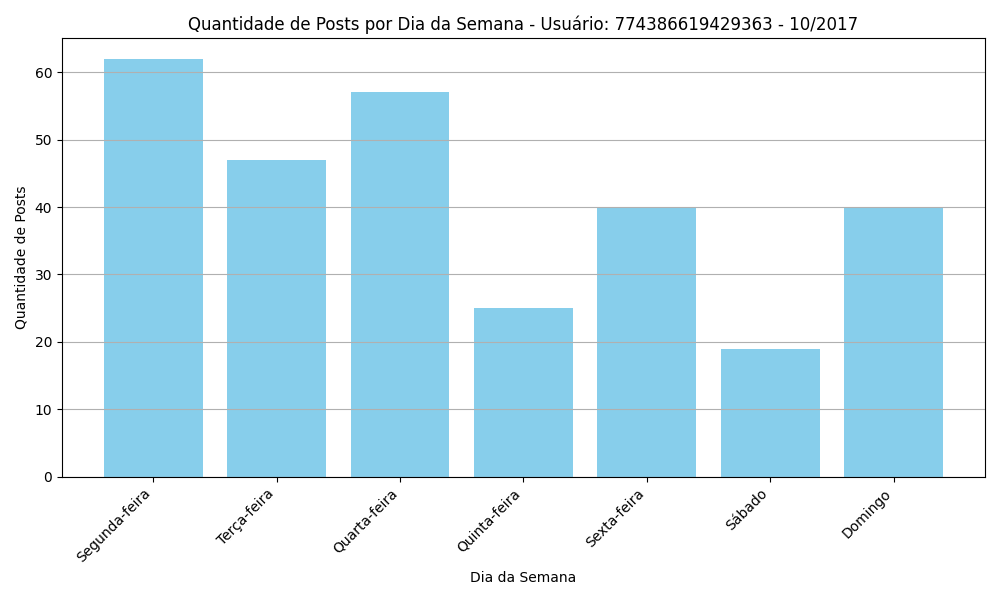 Quantidade de Posts por Dia da Semana - Usuário: 774386619429363 - 10/2017
Quantidade de Posts
60
50
40
30
20
10
0
Segunda-feira
Terça-feira
Quarta-feira
Quinta-feira
Sexta-feira
Sábado
Domingo
Dia da Semana